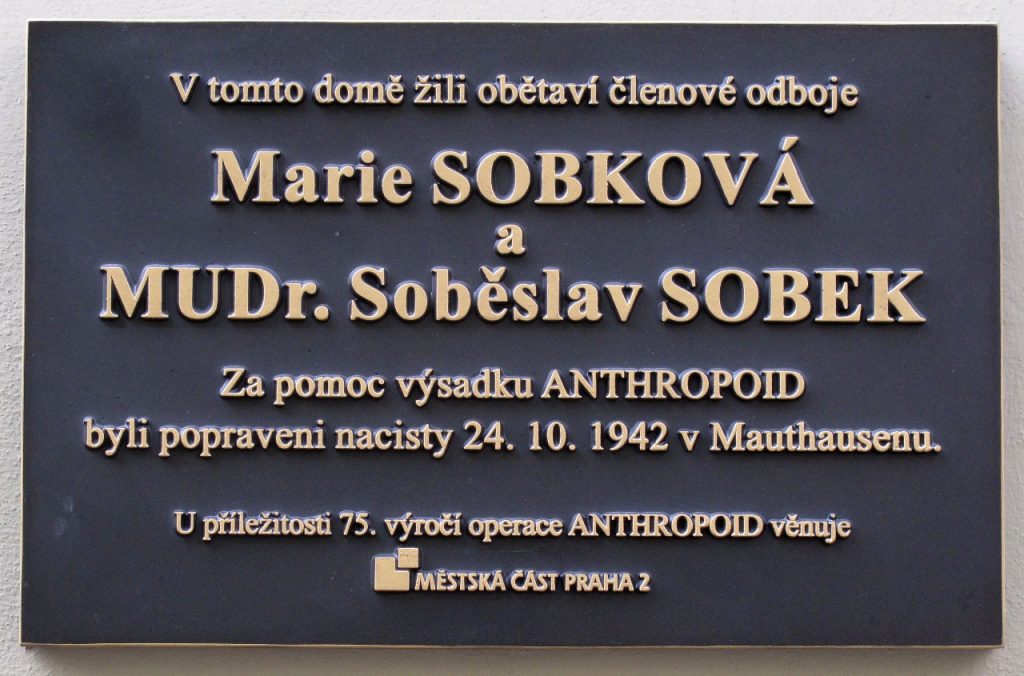 V tomto domě žili obětaví členové odboje
Marie SOBKOVÁ
a
MUDr. Soběslav SOBEK
Za pomoc výsadku ANTHROPOID
byli popraveni nacisty 24. 10. 1942 v Mauthausenu.
U příležitosti 75. výročí operace ANTHROPOID věnuje
MĚSTSKÁ ČÁST PRAHA 2